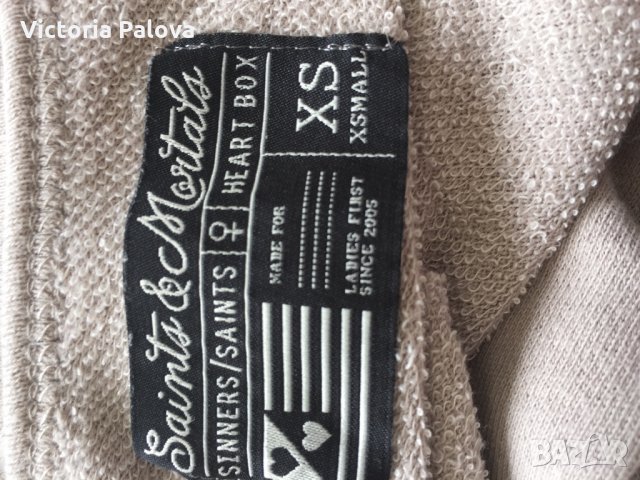 Victoria Palova
Saints & Mortals
SINNERS/SAINTS ♀ HEART BOX
MADE FOR
LADIES FIRST
SINCE 2005
XS
XSMALL
BAZAR